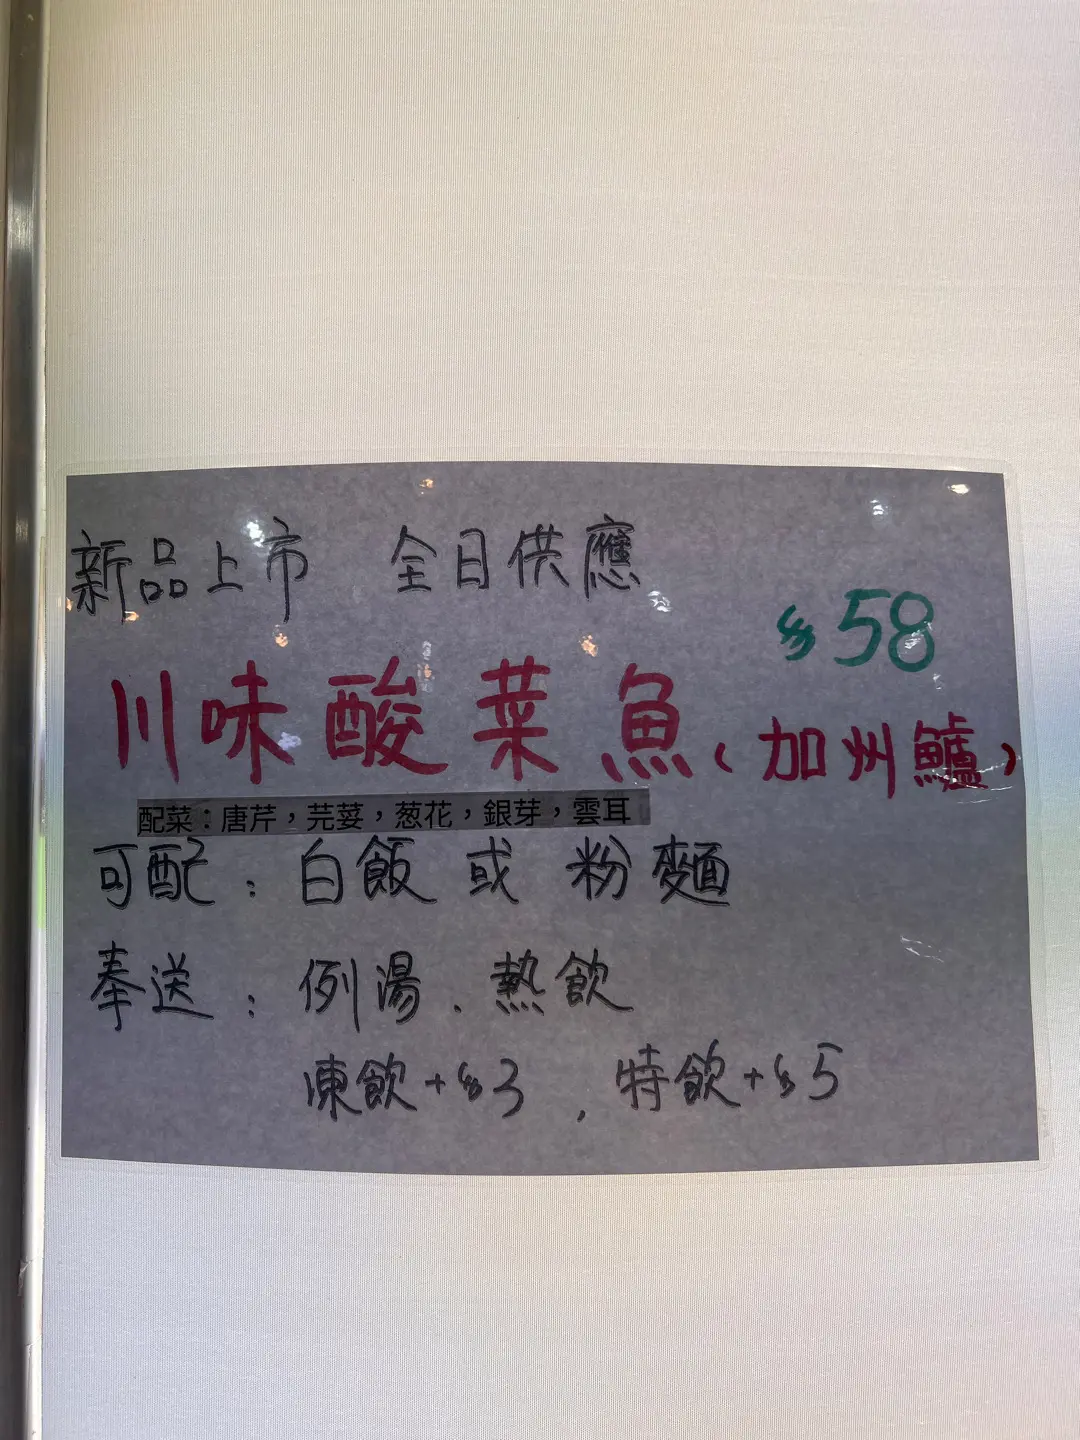 新品上市 全日供應
$58
川味酸菜魚(加州鱸)
配菜：唐芹，芫荽，葱花，銀芽，雲耳
可配：白飯 或 粉麵
奉送：例湯．熱飲
凍飲+$3，特飲+$5